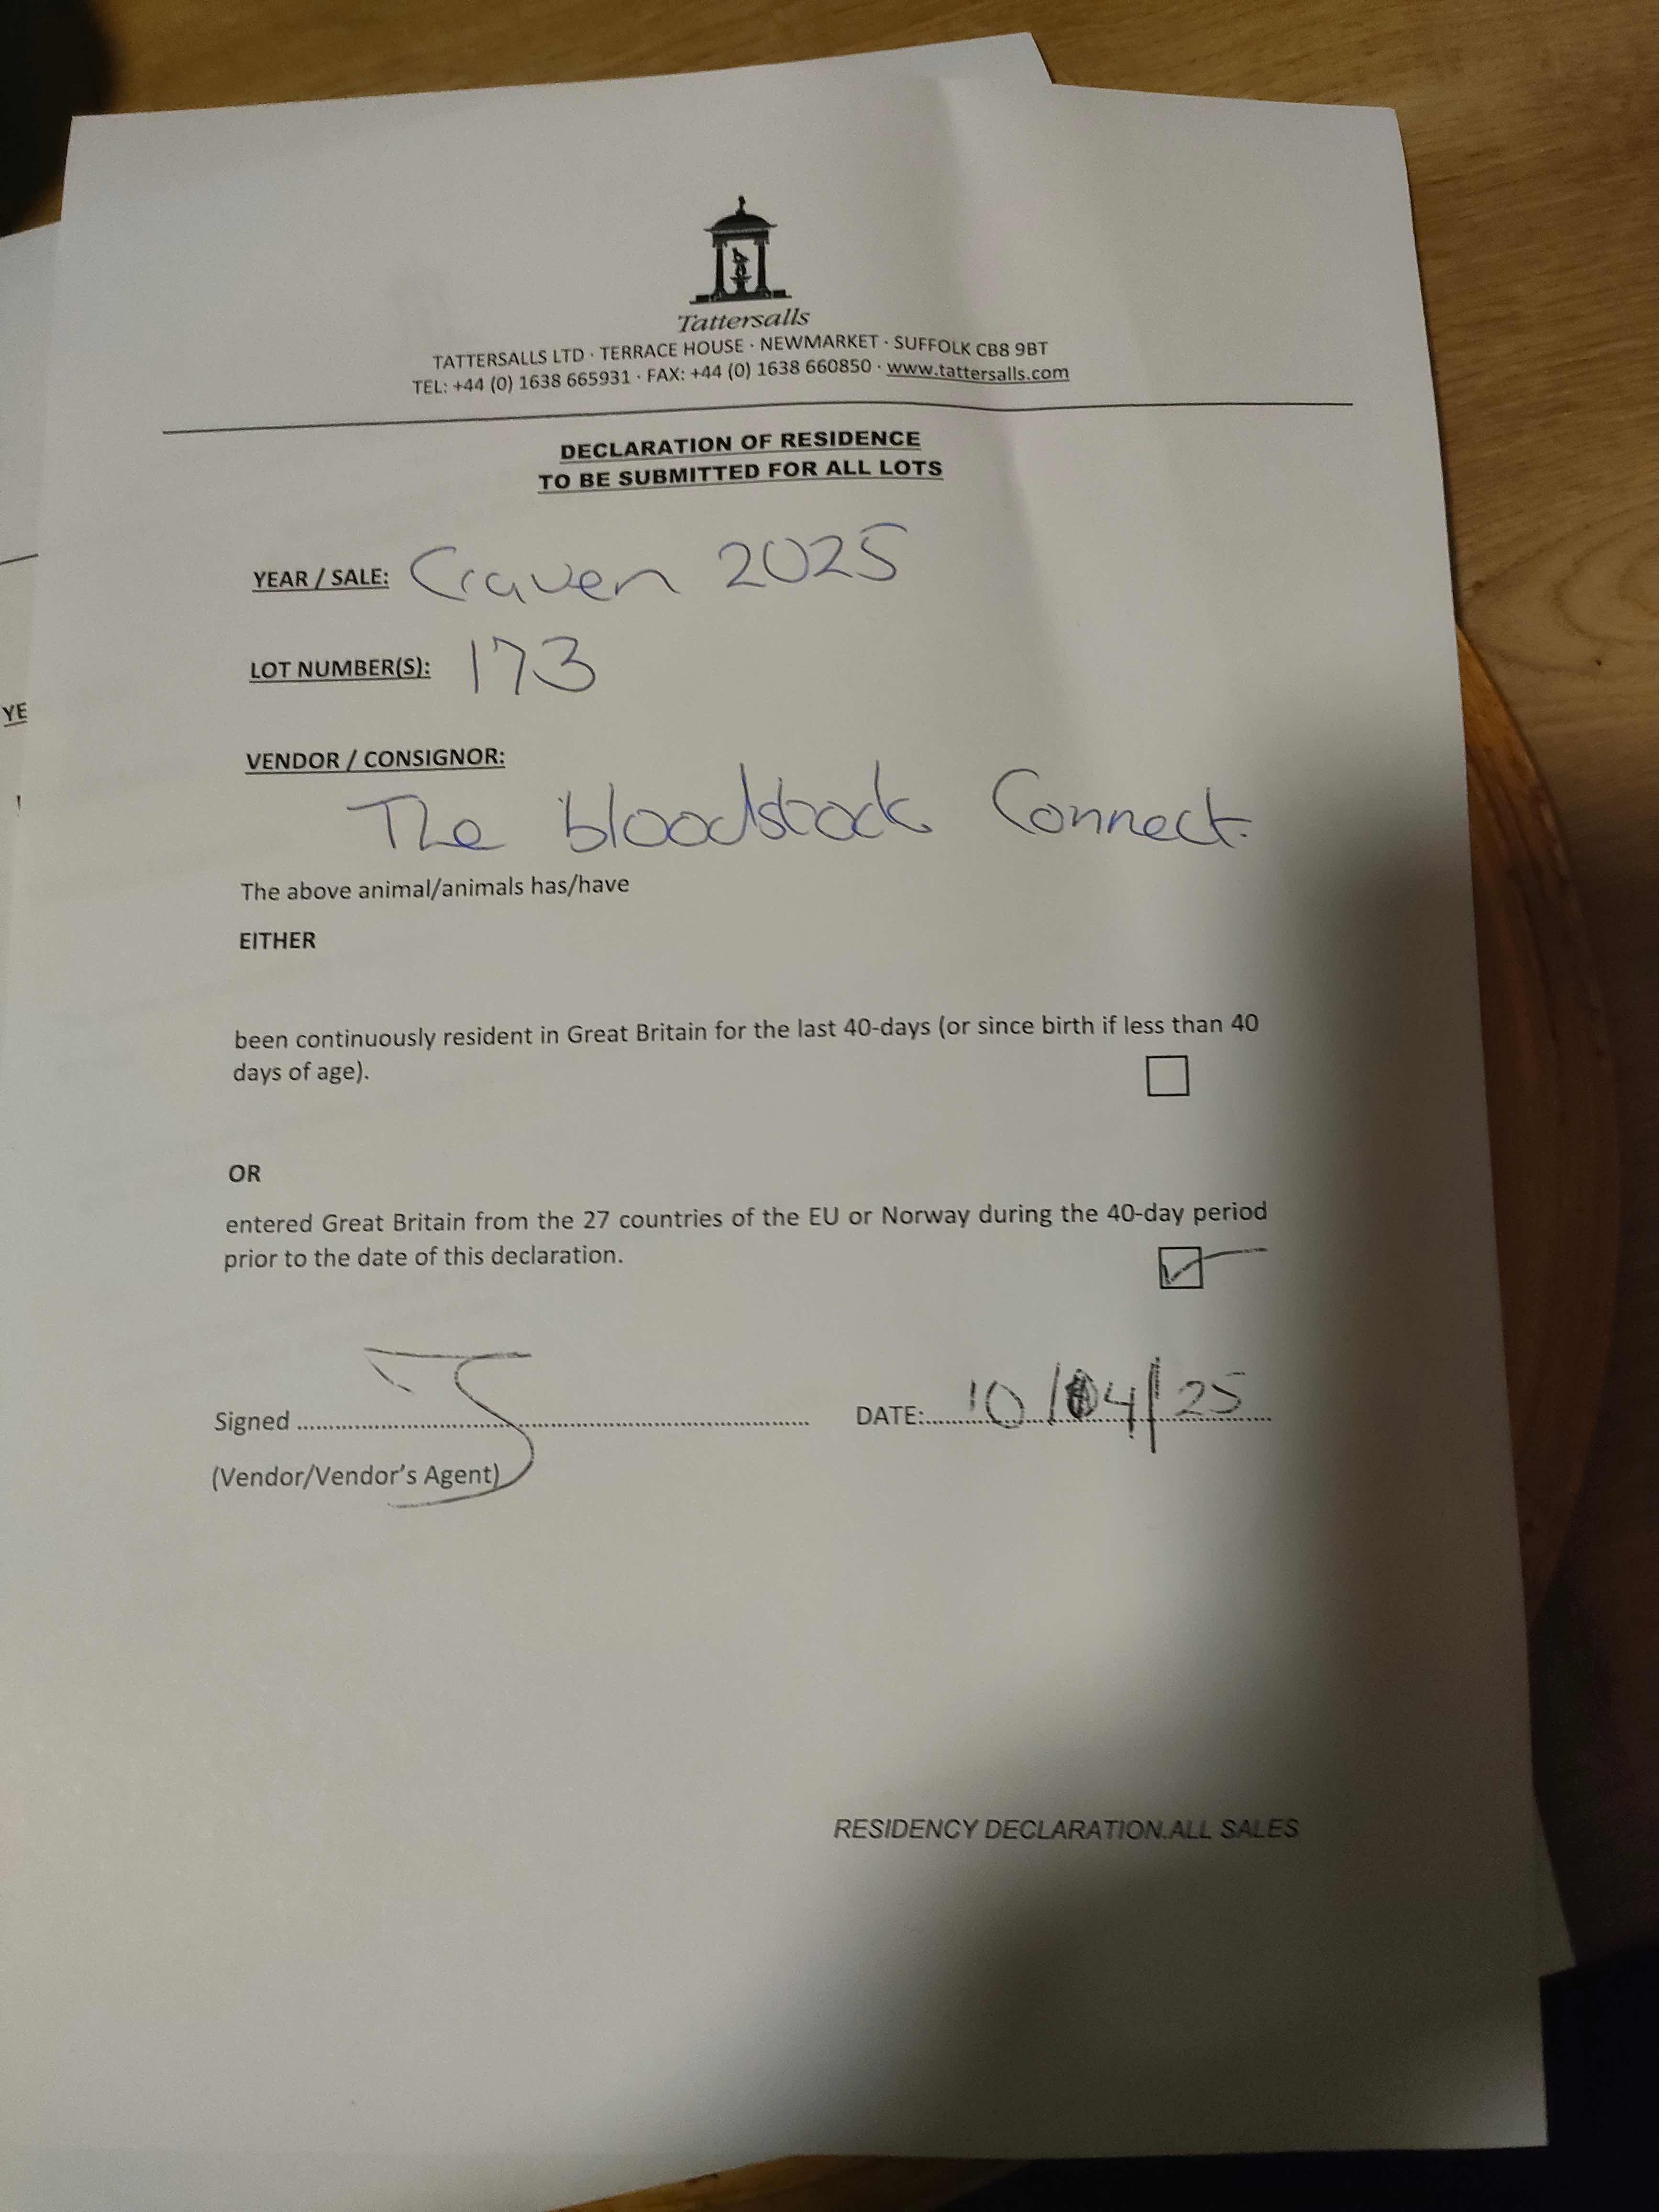 Tattersalls
TATTERSALLS LTD · TERRACE HOUSE · NEWMARKET · SUFFOLK CB8 9BT
TEL: +44 (0) 1638 665931 · FAX: +44 (0) 1638 660850 · www.tattersalls.com
DECLARATION OF RESIDENCE
TO BE SUBMITTED FOR ALL LOTS
YEAR / SALE: Craven 2025
LOT NUMBER(S): 173
YE
VENDOR / CONSIGNOR:
The bloodstock Connect.
The above animal/animals has/have
EITHER
been continuously resident in Great Britain for the last 40-days (or since birth if less than 40
days of age).
OR
entered Great Britain from the 27 countries of the EU or Norway during the 40-day period
prior to the date of this declaration.
Signed ........ DATE: 10/04/25
(Vendor/Vendor's Agent)
RESIDENCY DECLARATION.ALL SALES